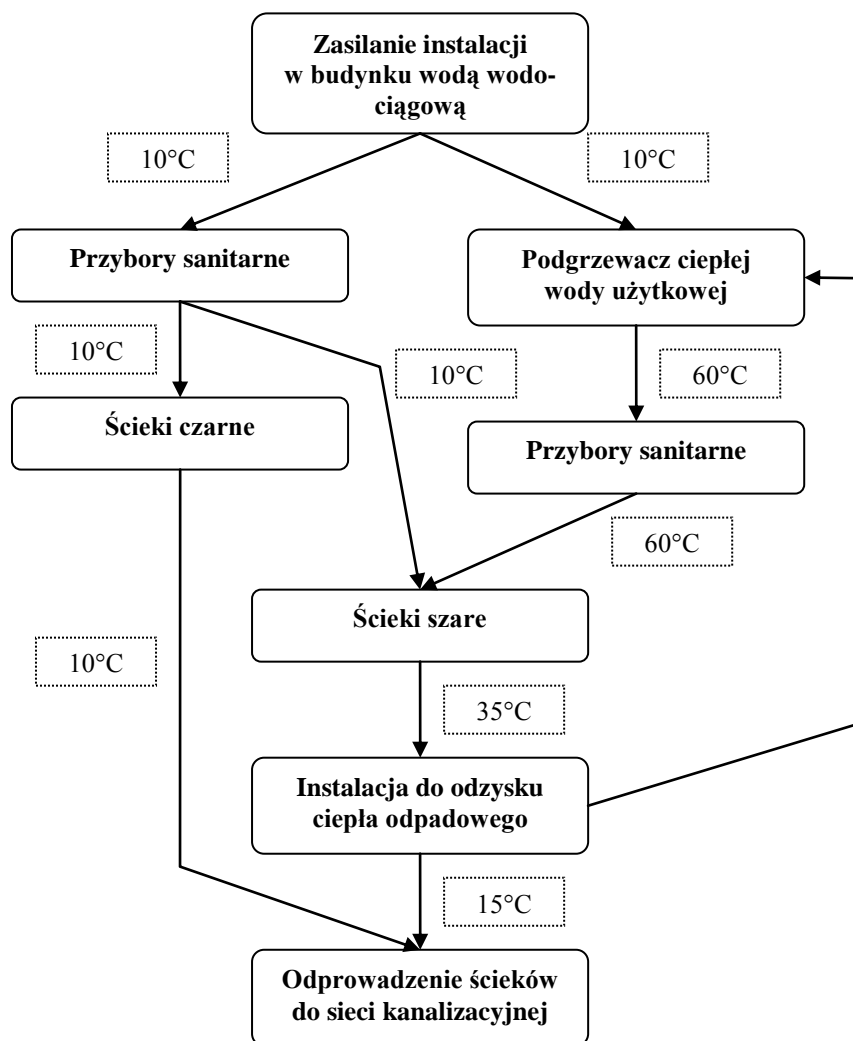 Zasilanie instalacji
w budynku wodą wodo-
ciągową
10°C
10°C
Przybory sanitarne
Podgrzewacz ciepłej
wody użytkowej
10°C
10°C
60°C
Ścieki czarne
Przybory sanitarne
60°C
Ścieki szare
10°C
35°C
Instalacja do odzysku
ciepła odpadowego
15°C
Odprowadzenie ścieków
do sieci kanalizacyjnej